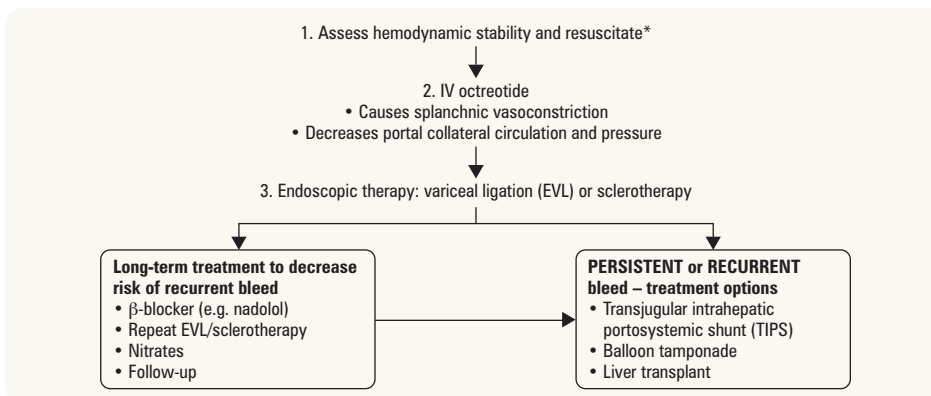 1. Assess hemodynamic stability and resuscitate*
2. IV octreotide
• Causes splanchnic vasoconstriction
• Decreases portal collateral circulation and pressure
3. Endoscopic therapy: variceal ligation (EVL) or sclerotherapy
Long-term treatment to decrease
risk of recurrent bleed
• β-blocker (e.g. nadolol)
• Repeat EVL/sclerotherapy
• Nitrates
• Follow-up
PERSISTENT or RECURRENT
bleed – treatment options
• Transjugular intrahepatic
portosystemic shunt (TIPS)
• Balloon tamponade
• Liver transplant